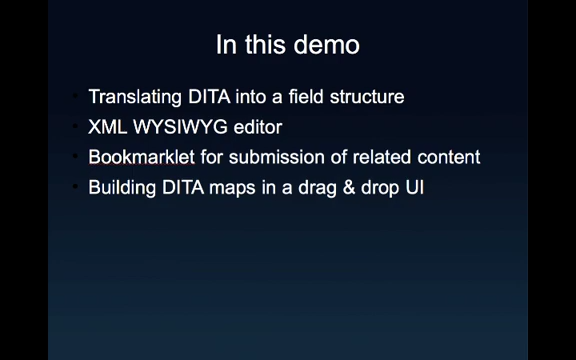 In this demo
Translating DITA into a field structure
XML WYSIWYG editor
Bookmarklet for submission of related content
Building DITA maps in a drag & drop UI